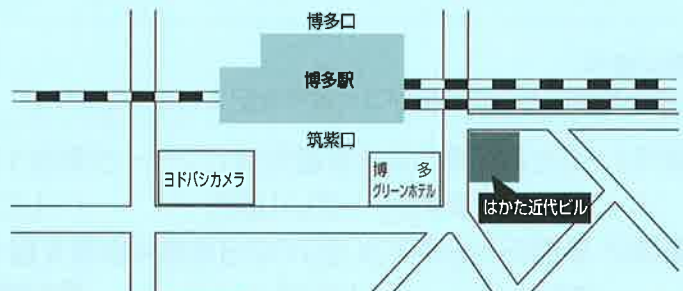 博多口
博多駅
筑紫口
ヨドバシカメラ
博　多
グリーンホテル
はかた近代ビル